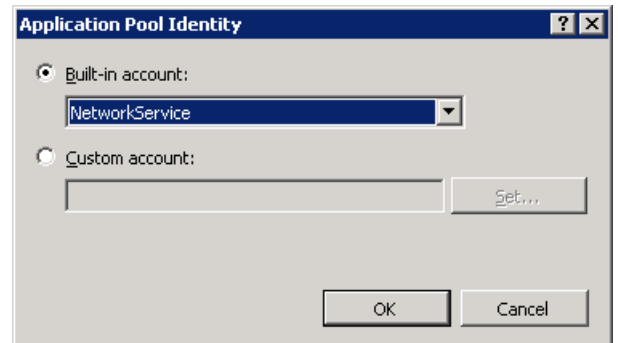 Application Pool Identity
Built-in account:
NetworkService
Custom account:
Set...
OK Cancel